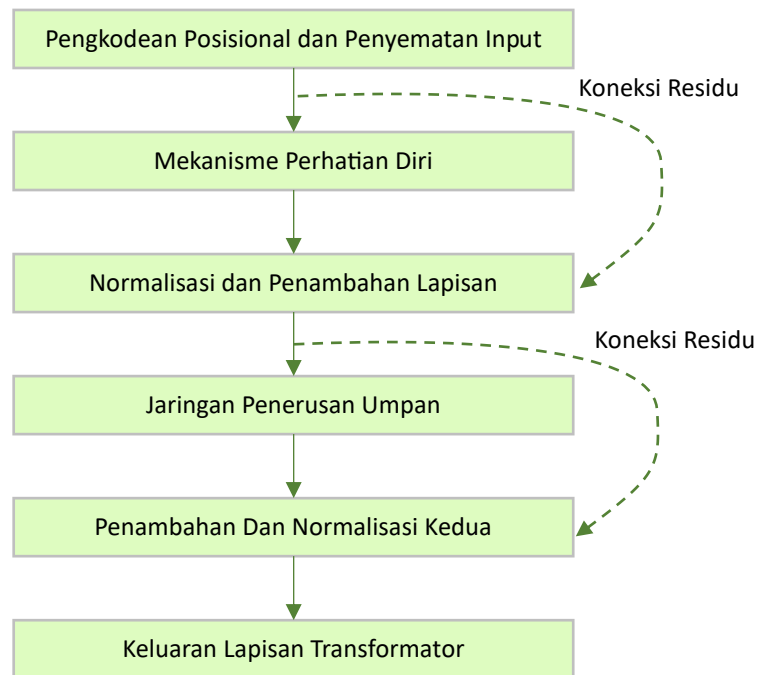 Pengkodean Posisional dan Penyematan Input
Koneksi Residu
Mekanisme Perhatian Diri
Normalisasi dan Penambahan Lapisan
Koneksi Residu
Jaringan Penerusan Umpan
Penambahan Dan Normalisasi Kedua
Keluaran Lapisan Transformator